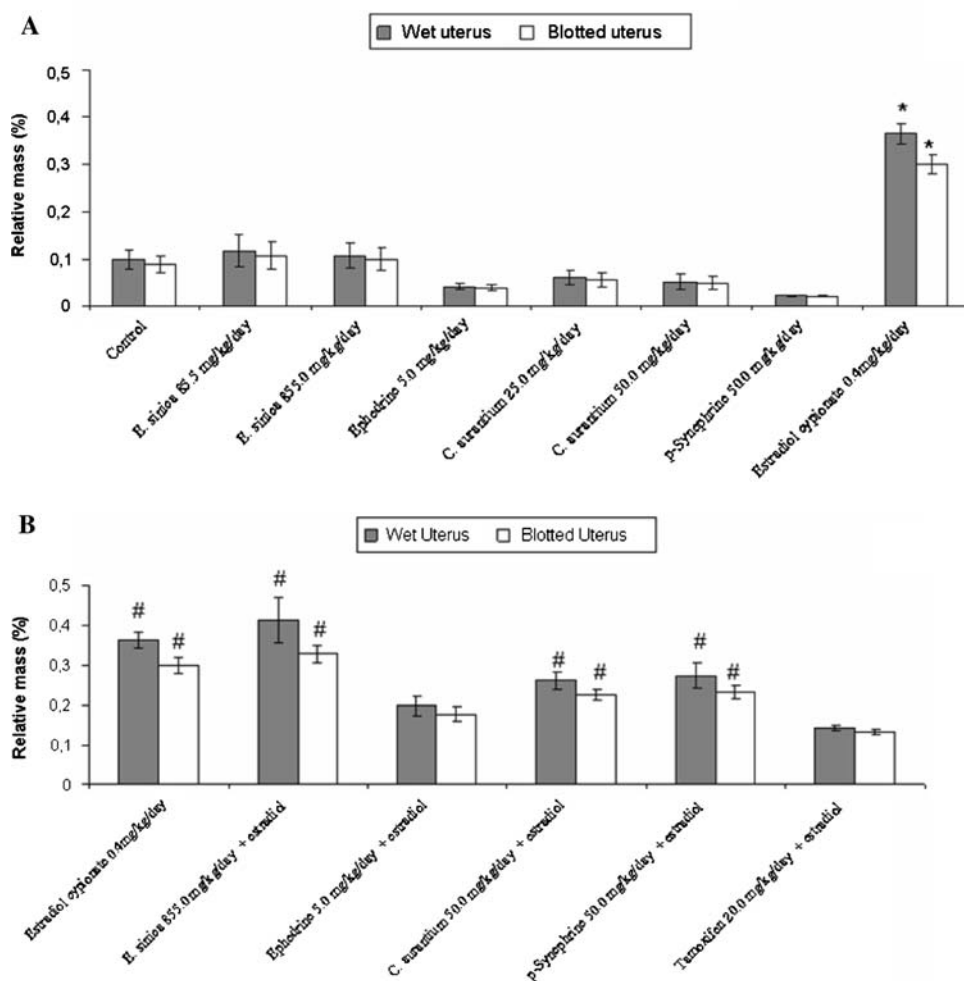 A
Wet uterus Blotted uterus
Relative mass (%)
0,5
0,4
0,3
0,2
0,1
0
* *
Control
E. sinica 85.5 mg/kg/day
E. sinica 855.0 mg/kg/day
Ephedrine 5.0 mg/kg/day
C. aurantium 25.0 mg/kg/day
C. aurantium 50.0 mg/kg/day
p-Synephrine 50.0 mg/kg/day
Estradiol cypionate 0.4mg/kg/day
B
Wet Uterus Blotted Uterus
Relative mass (%)
0,5
0,4
0,3
0,2
0,1
0
# # # # # # # #
Estradiol cypionate 0.4mg/kg/day
E. sinica 855.0 mg/kg/day + estradiol
Ephedrine 5.0 mg/kg/day + estradiol
C. aurantium 50.0 mg/kg/day + estradiol
p-Synephrine 50.0 mg/kg/day + estradiol
Tamoxifen 20.0 mg/kg/day + estradiol